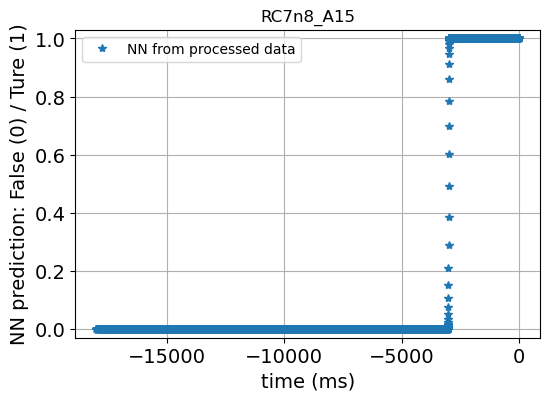 RC7n8_A15
NN from processed data
NN prediction: False (0) / Ture (1)
1.0
0.8
0.6
0.4
0.2
0.0
−15000
−10000
−5000
0
time (ms)